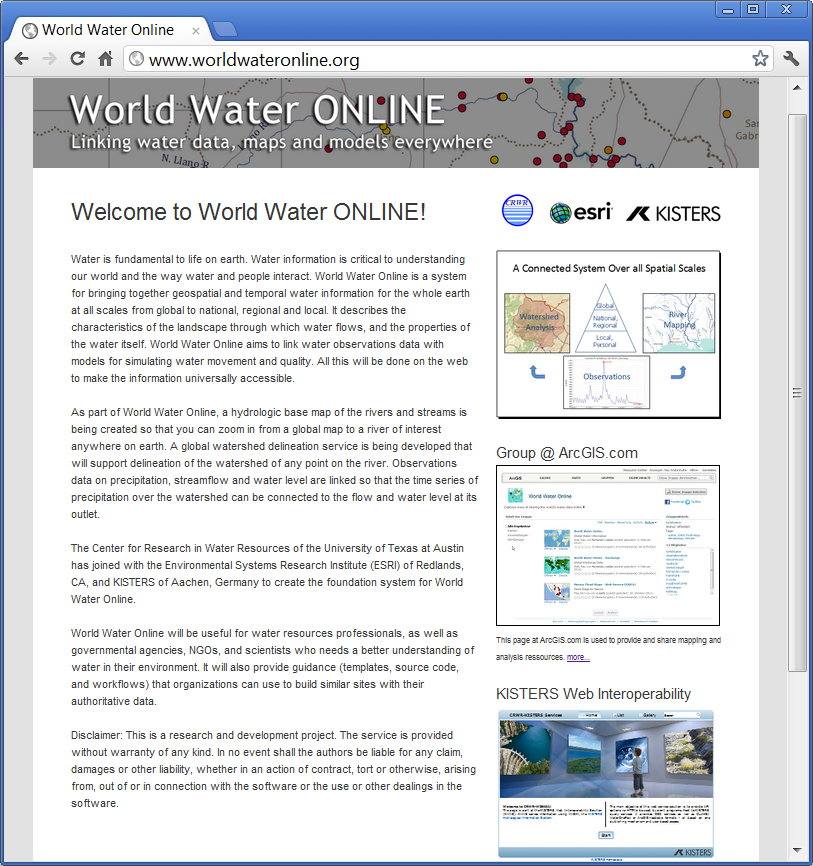 World Water Online
www.worldwateronline.org
World Water ONLINE
Linking water data, maps and models everywhere
N. Llano R
San
Gabr
Welcome to World Water ONLINE!
CRWR
esri
KISTERS
Water is fundamental to life on earth. Water information is critical to understanding
our world and the way water and people interact. World Water Online is a system
for bringing together geospatial and temporal water information for the whole earth
at all scales from global to national, regional and local. It describes the
characteristics of the landscape through which water flows, and the properties of
the water itself. World Water Online aims to link water observations data with
models for simulating water movement and quality. All this will be done on the web
to make the information universally accessible.
As part of World Water Online, a hydrologic base map of the rivers and streams is
being created so that you can zoom in from a global map to a river of interest
anywhere on earth. A global watershed delineation service is being developed that
will support delineation of the watershed of any point on the river. Observations
data on precipitation, streamflow and water level are linked so that the time series of
precipitation over the watershed can be connected to the flow and water level at its
outlet.
The Center for Research in Water Resources of the University of Texas at Austin
has joined with the Environmental Systems Research Institute (ESRI) of Redlands,
CA, and KISTERS of Aachen, Germany to create the foundation system for World
Water Online.
World Water Online will be useful for water resources professionals, as well as
governmental agencies, NGOs, and scientists who needs a better understanding of
water in their environment. It will also provide guidance (templates, source code,
and workflows) that organizations can use to build similar sites with their
authoritative data.
Disclaimer: This is a research and development project. The service is provided
without warranty of any kind. In no event shall the authors be liable for any claim,
damages or other liability, whether in an action of contract, tort or otherwise, arising
from, out of or in connection with the software or the use or other dealings in the
software.
A Connected System Over all Spatial Scales
Watershed
Analysis
Global
National,
Regional
Local,
Personal
River
Mapping
Observations
Group @ ArcGIS.com
ArcGIS
World Water Online
This page at ArcGIS.com is used to provide and share mapping and
analysis ressources. more...
KISTERS Web Interoperability
CRWR-KISTERS Services
Home
List
Gallery
Start
KISTERS